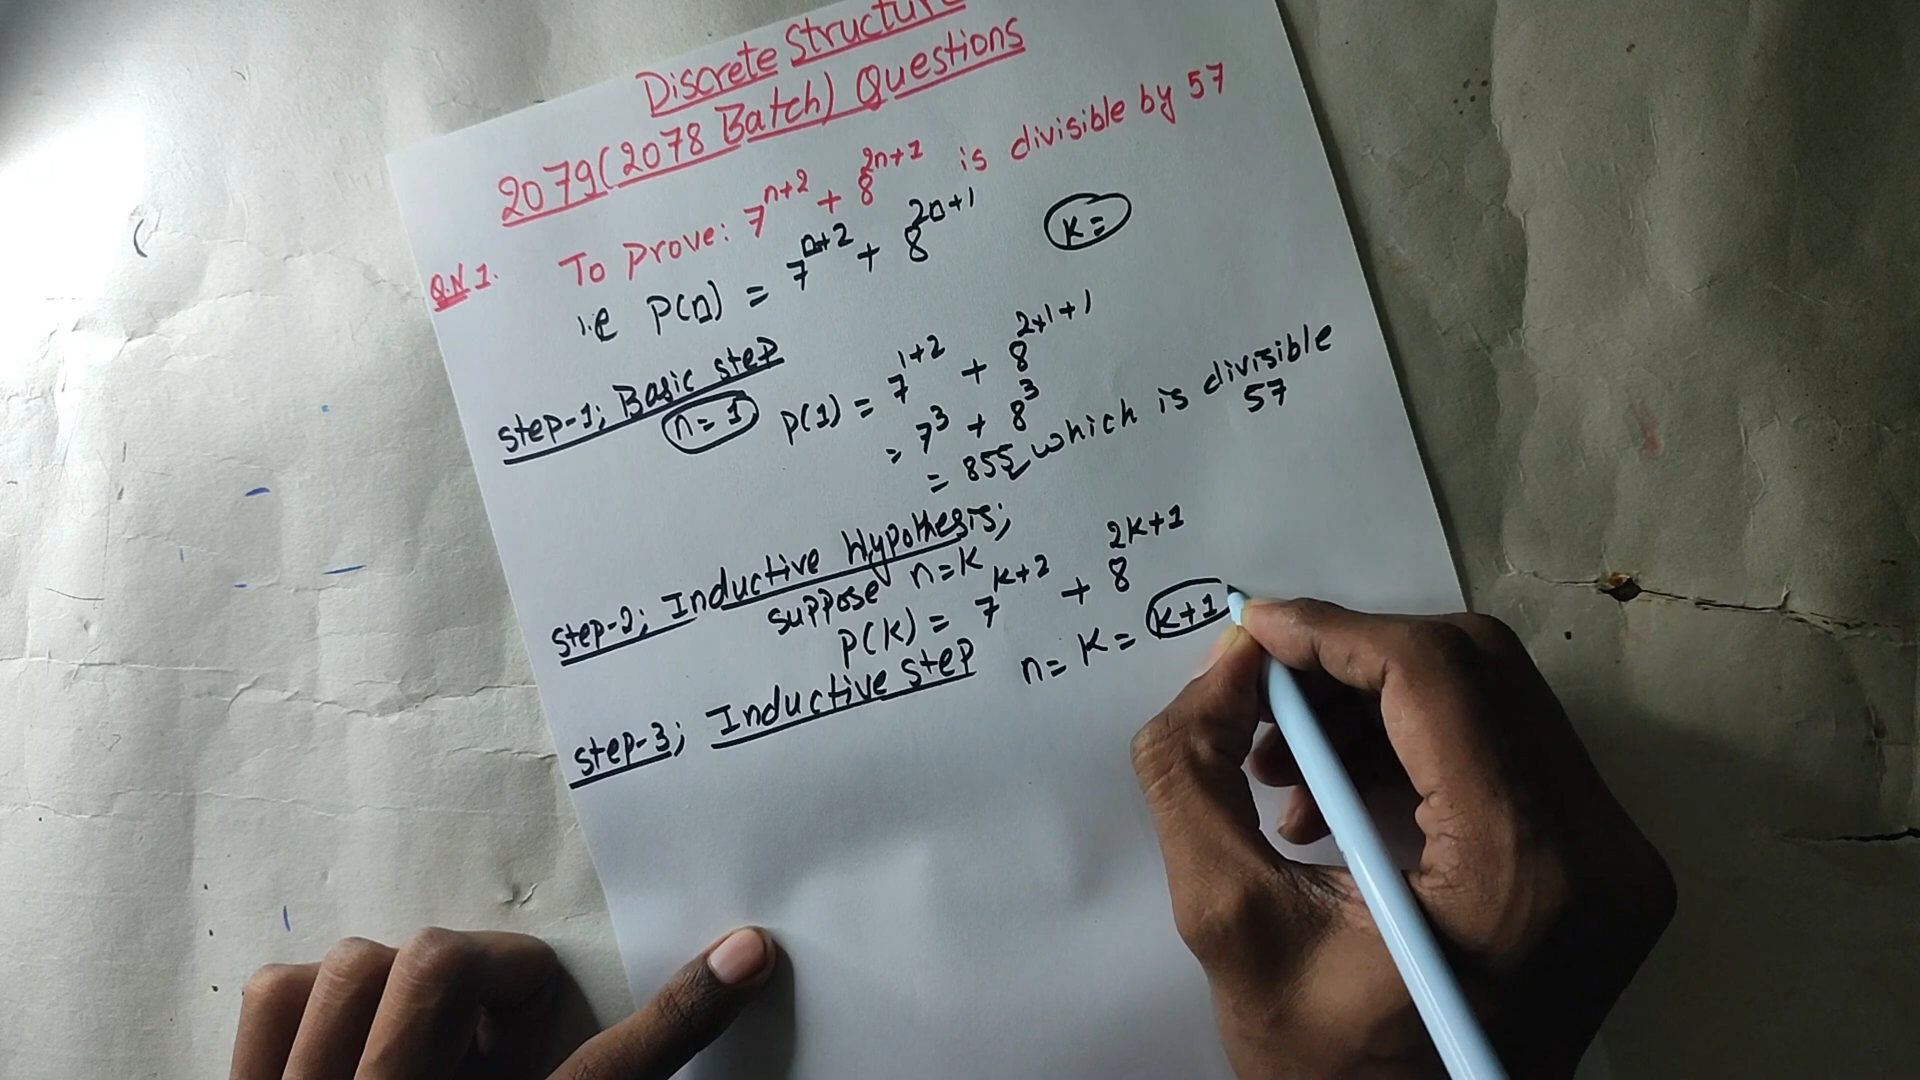 Discrete Structure
2079(2078 Batch) Questions
Q.N 1. To prove: 7^{n+2} + 8^{2n+1} is divisible by 57
i.e P(n) = 7^{n+2} + 8^{2n+1}
K=
step-1; Basic step
n=1 P(1) = 7^{1+2} + 8^{2*1+1}
= 7^3 + 8^3
= 855 which is divisible
57
step-2; Inductive Hypothesis;
suppose n=K
P(K) = 7^{K+2} + 8^{2K+1}
step-3; Inductive step n= K= K+1